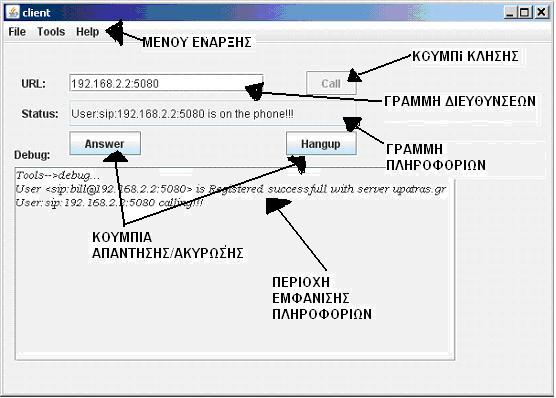 client
File Tools Help
ΜΕΝΟΥ ΕΝΑΡΞΗΣ
ΚΟΥΜΠi ΚΛΗΣΗΣ
URL: 192.168.2.2:5080 Call
ΓΡΑΜΜΗ ΔΙΕΥΘΥΝΣΕΩΝ
Status: User:sip:192.168.2.2:5080 is on the phone!!!
Answer Hangup
ΓΡΑΜΜΗ
ΠΛΗΡΟΦΟΡΙΩΝ
Debug:
Tools-->debug...
User <sip:bill@192.168.2.2:5080> is Registered successfull with server upatras.gr
User:sip:192.168.2.2:5080 calling!!!
ΚΟΥΜΠΙΑ
ΑΠΑΝΤΗΣΗΣ/ΑΚΥΡΩΣΗΣ
ΠΕΡΙΟΧΗ
ΕΜΦΑΝΙΣΗΣ
ΠΛΗΡΟΦΟΡΙΩΝ